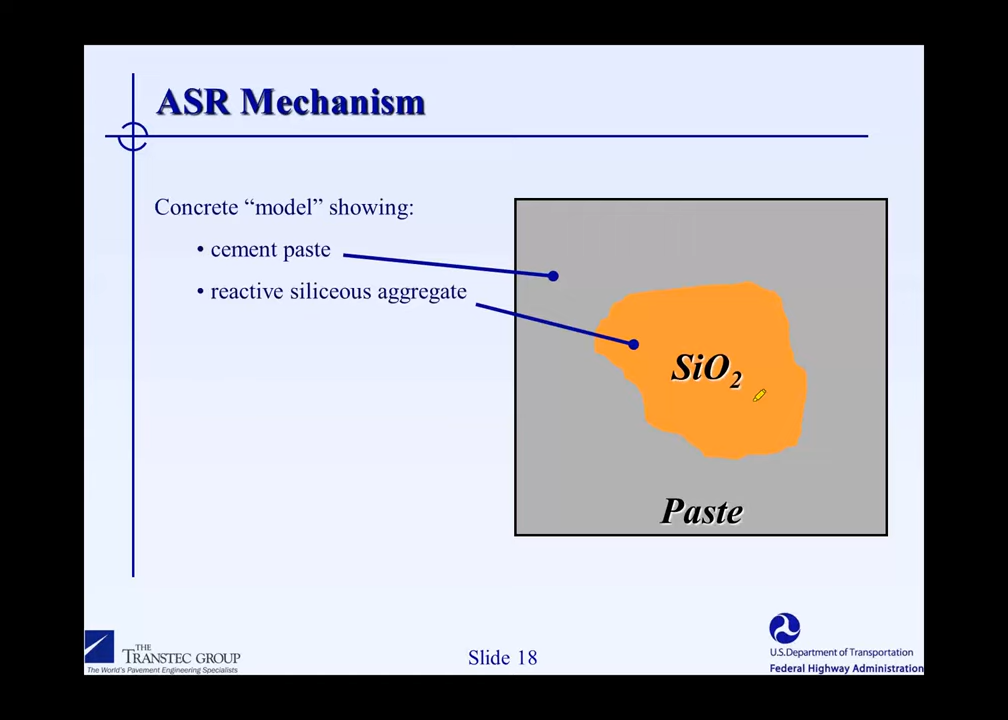 ASR Mechanism
Concrete “model” showing:
• cement paste
• reactive siliceous aggregate
SiO2
Paste
THE
TRANSTEC GROUP
The World's Pavement Engineering Specialists
Slide 18
U.S.Department of Transportation
Federal Highway Administration